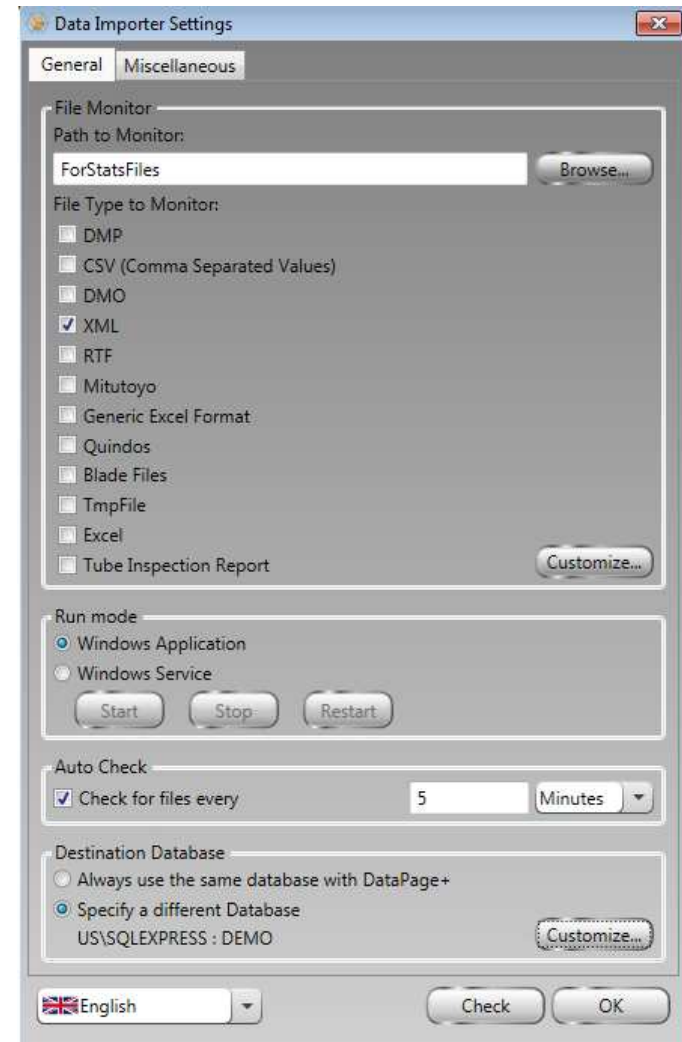 Data Importer Settings
General Miscellaneous
File Monitor
Path to Monitor:
ForStatsFiles Browse...
File Type to Monitor:
DMP
CSV (Comma Separated Values)
DMO
XML
RTF
Mitutoyo
Generic Excel Format
Quindos
Blade Files
TmpFile
Excel
Tube Inspection Report Customize...
Run mode
Windows Application
Windows Service
Start Stop Restart
Auto Check
Check for files every 5 Minutes
Destination Database
Always use the same database with DataPage+
Specify a different Database
US\SQLEXPRESS : DEMO Customize...
English Check OK